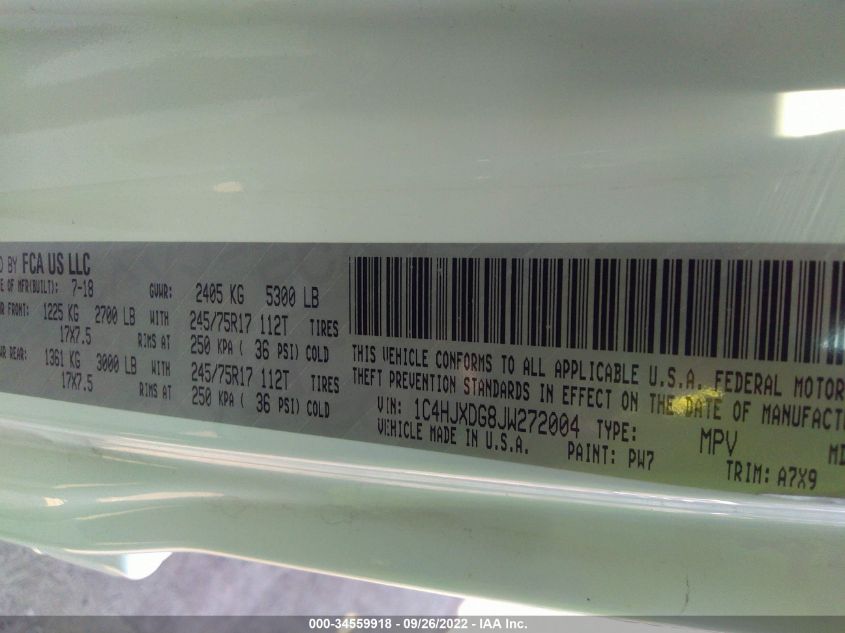 D BY FCA US LLC
E OF MFR(BUILT): 7-18 GVWR: 2405 KG 5300 LB
R FRONT: 1225 KG 2700 LB WITH 245/75R17 112T TIRES
17X7.5 RIMS AT 250 KPA ( 36 PSI) COLD
WR REAR: 1361 KG 3000 LB WITH 245/75R17 112T TIRES
17X7.5 RIMS AT 250 KPA ( 36 PSI) COLD
THIS VEHICLE CONFORMS TO ALL APPLICABLE U.S.A. FEDERAL MOTOR
THEFT PREVENTION STANDARDS IN EFFECT ON THE DATE OF MANUFACT
VIN: 1C4HJXDG8JW272004 TYPE: MPV MD
VEHICLE MADE IN U.S.A. PAINT: PW7 TRIM: A7X9
000-34559918 - 09/26/2022 - IAA Inc.